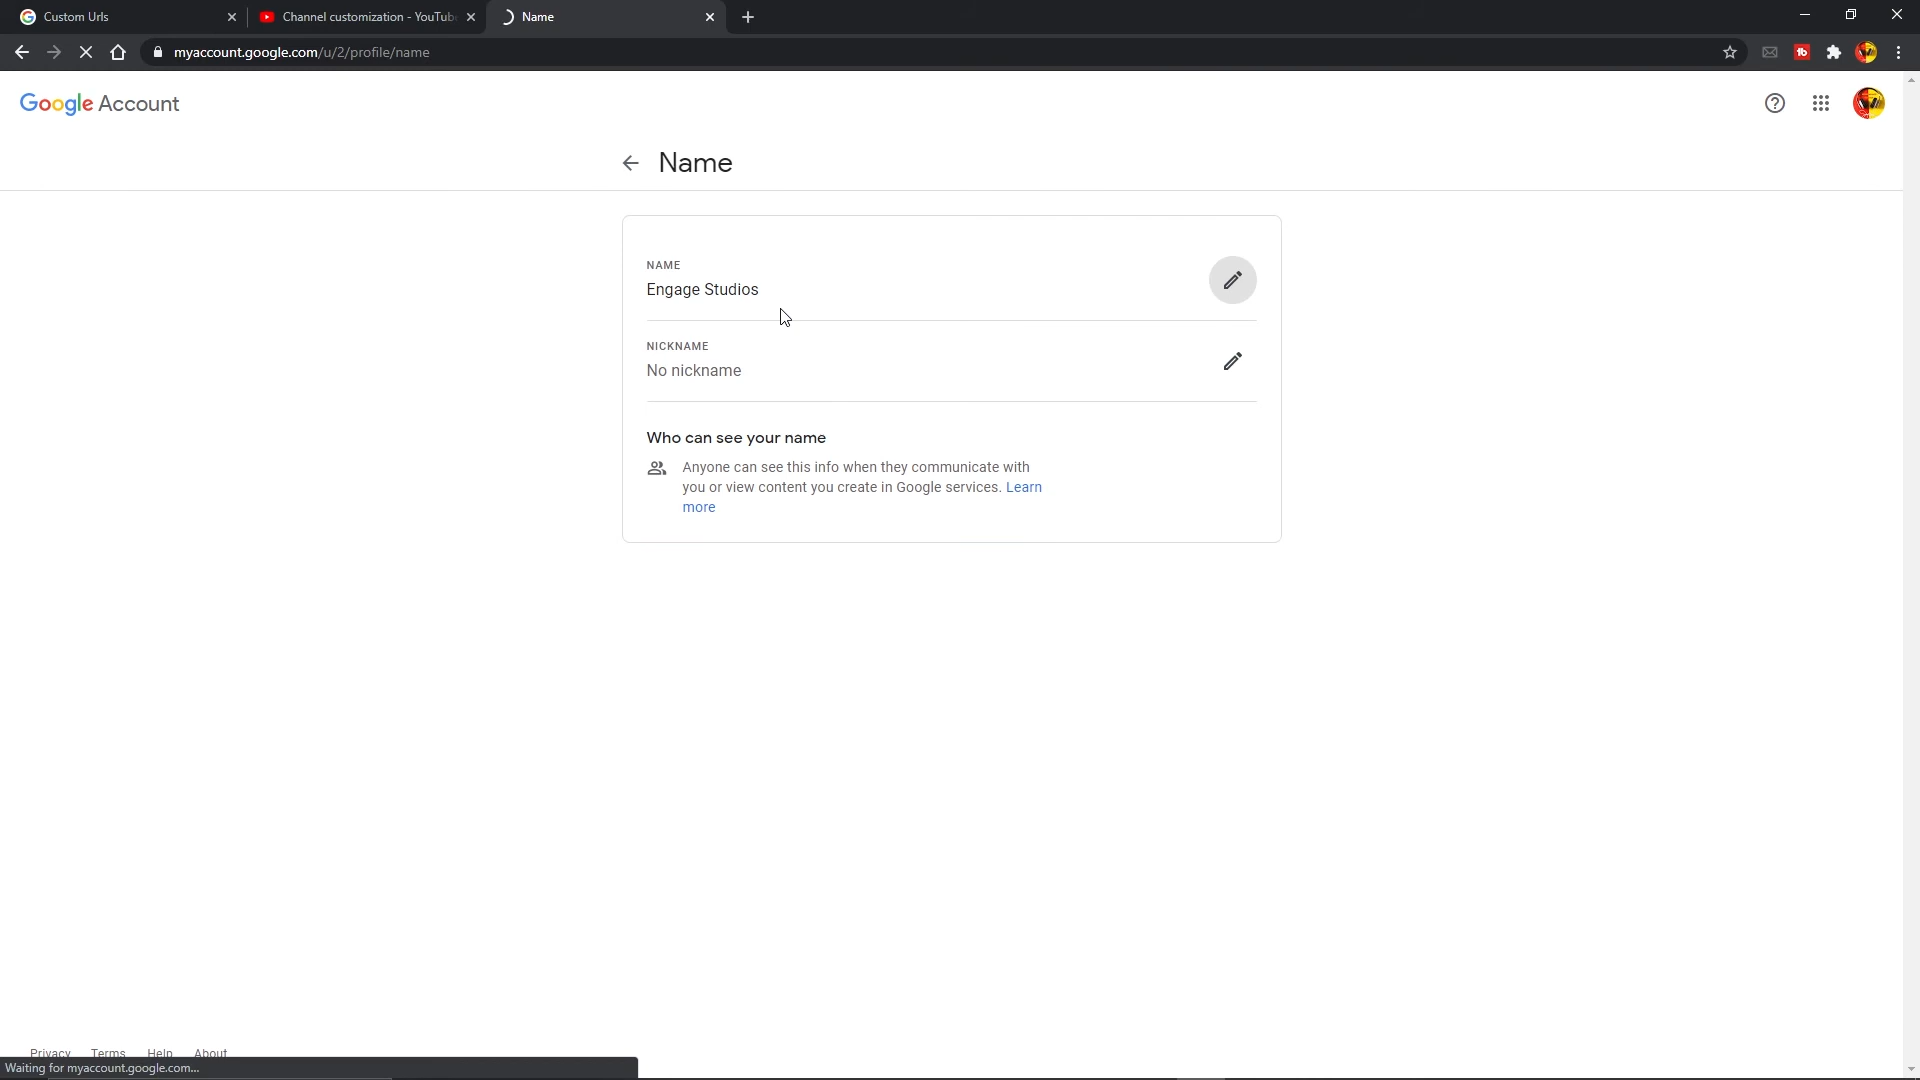 Custom Urls
Channel customization - YouTub
Name
myaccount.google.com/u/2/profile/name
Google Account
Name
NAME
Engage Studios
NICKNAME
No nickname
Who can see your name
Anyone can see this info when they communicate with
you or view content you create in Google services. Learn
more
Privacy Terms Help About
Waiting for myaccount.google.com...